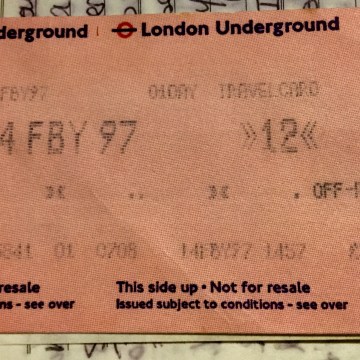 derground London Underground
FBY97 01DAY TRAVELCARD
4 FBY 97 »12«
. . . OFF-
6841 01 0708 14FBY97 1457
resale This side up • Not for resale
ns - see over Issued subject to conditions - see over